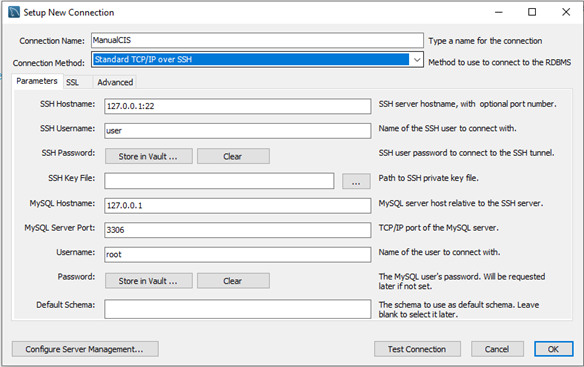 Setup New Connection
Connection Name: ManualCIS Type a name for the connection
Connection Method: Standard TCP/IP over SSH Method to use to connect to the RDBMS
Parameters SSL Advanced
SSH Hostname: 127.0.0.1:22 SSH server hostname, with optional port number.
SSH Username: user Name of the SSH user to connect with.
SSH Password: Store in Vault ... Clear SSH user password to connect to the SSH tunnel.
SSH Key File: ... Path to SSH private key file.
MySQL Hostname: 127.0.0.1 MySQL server host relative to the SSH server.
MySQL Server Port: 3306 TCP/IP port of the MySQL server.
Username: root Name of the user to connect with.
Password: Store in Vault ... Clear The MySQL user's password. Will be requested
later if not set.
Default Schema: The schema to use as default schema. Leave
blank to select it later.
Configure Server Management... Test Connection Cancel OK